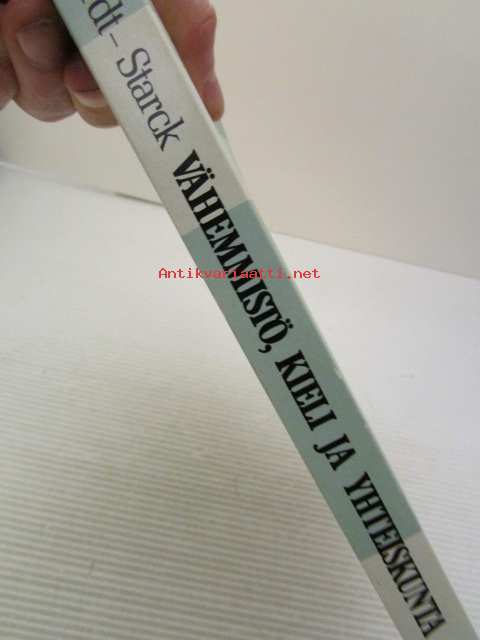 dt – Starck VÄHEMMISTÖ, KIELI JA YHTEISKUNTA
Antikvariaatti.net